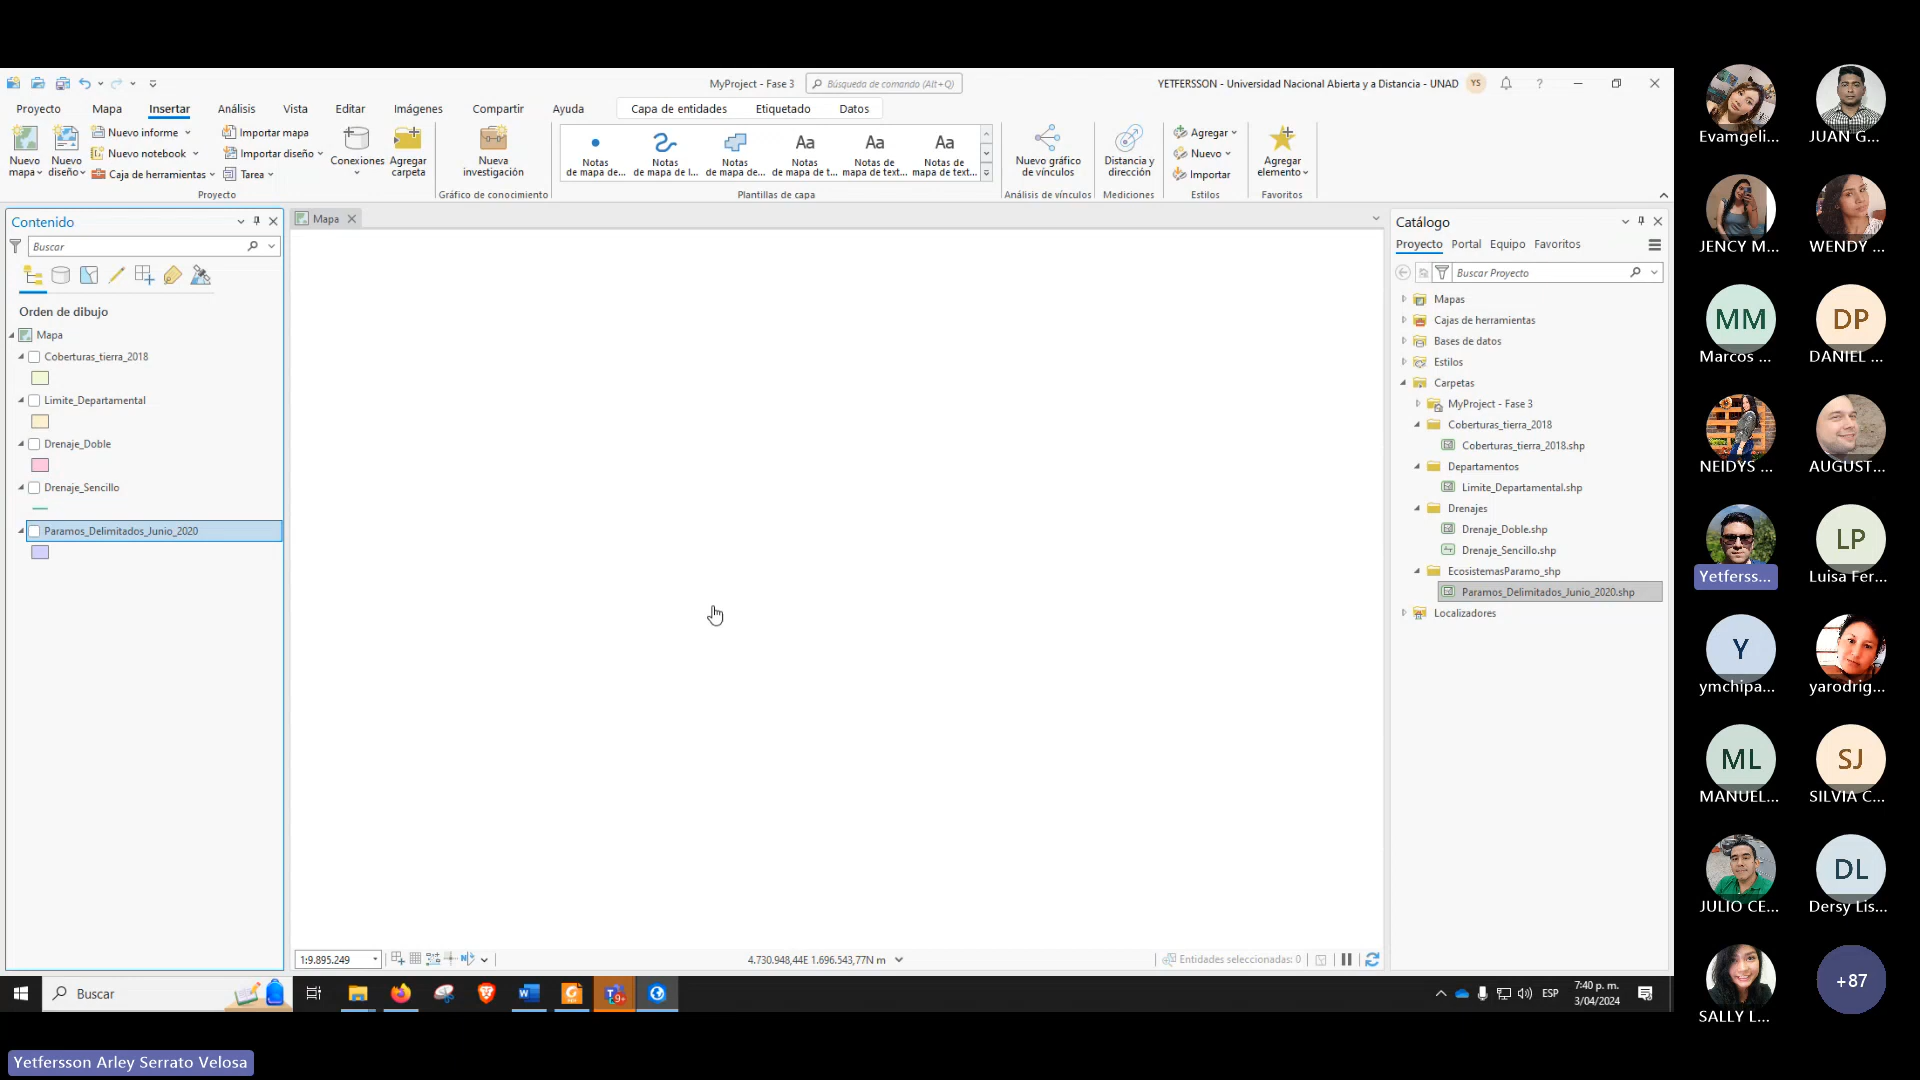 MyProject - Fase 3
Búsqueda de comando (Alt+Q)
YETFERSSON - Universidad Nacional Abierta y a Distancia - UNAD
YS
?
Proyecto
Mapa
Insertar
Análisis
Vista
Editar
Imágenes
Compartir
Ayuda
Capa de entidades
Etiquetado
Datos
Nuevo mapa
Nuevo diseño
Nuevo informe
Nuevo notebook
Caja de herramientas
Importar mapa
Importar diseño
Tarea
Proyecto
Conexiones
Agregar carpeta
Nueva investigación
Gráfico de conocimiento
Notas de mapa de...
Notas de mapa de l...
Notas de mapa de...
Aa
Notas de mapa de t...
Aa
Notas de mapa de text...
Aa
Notas de mapa de text...
Plantillas de capa
Nuevo gráfico de vínculos
Análisis de vínculos
Distancia y dirección
Mediciones
Agregar
Nuevo
Importar
Estilos
Agregar elemento
Favoritos
Contenido
Buscar
Orden de dibujo
Mapa
Coberturas_tierra_2018
Limite_Departamental
Drenaje_Doble
Drenaje_Sencillo
Paramos_Delimitados_Junio_2020
Mapa
1:9.895.249
4.730.948,44E 1.696.543,77N m
Entidades seleccionadas: 0
Catálogo
Proyecto
Portal
Equipo
Favoritos
Buscar Proyecto
Mapas
Cajas de herramientas
Bases de datos
Estilos
Carpetas
MyProject - Fase 3
Coberturas_tierra_2018
Coberturas_tierra_2018.shp
Departamentos
Limite_Departamental.shp
Drenajes
Drenaje_Doble.shp
Drenaje_Sencillo.shp
EcosistemasParamo_shp
Paramos_Delimitados_Junio_2020.shp
Localizadores
Buscar
9+
ESP
7:40 p. m.
3/04/2024
Yetfersson Arley Serrato Velosa
Evamgeli...
JUAN G...
JENCY M...
WENDY ...
MM
Marcos ...
DP
DANIEL ...
NEIDYS ...
AUGUST...
Yetferss...
LP
Luisa Fer...
Y
ymchipa...
yarodrig...
ML
MANUEL...
SJ
SILVIA C...
JULIO CE...
DL
Dersy Lis...
SALLY L...
+87